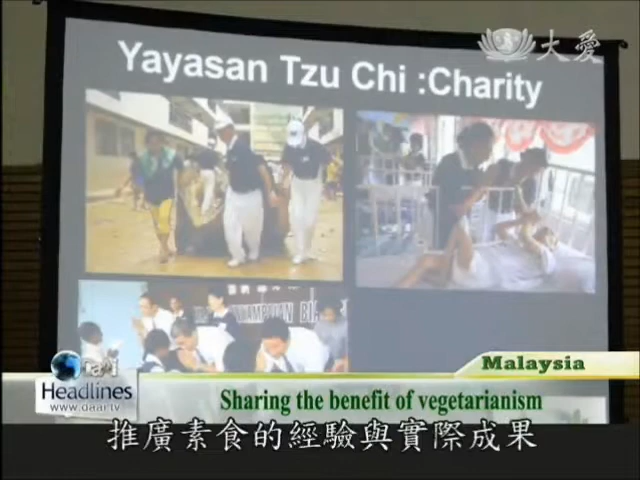 大愛
Yayasan Tzu Chi :Charity
Malaysia
Headlines
www.daai.tv
Sharing the benefit of vegetarianism
推廣素食的經驗與實際成果